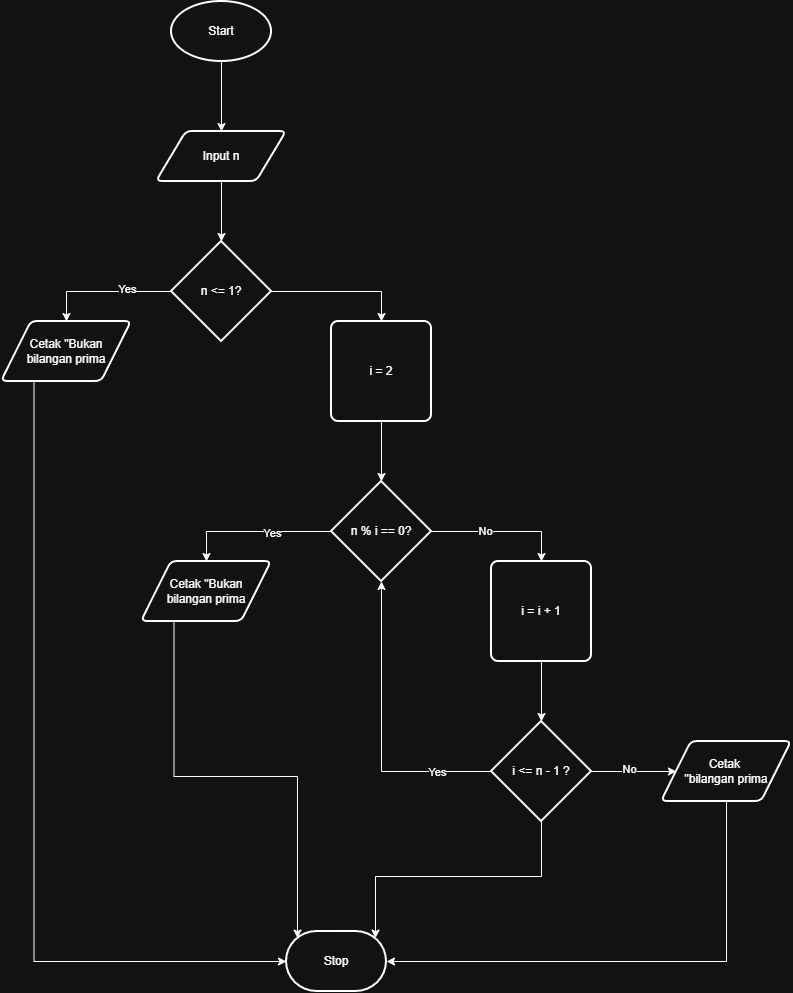 Start
Input n
n <= 1?
Yes
Cetak "Bukan
bilangan prima
i = 2
n % i == 0?
Yes
No
Cetak "Bukan
bilangan prima
i = i + 1
i <= n - 1 ?
Yes
No
Cetak
"bilangan prima
Stop